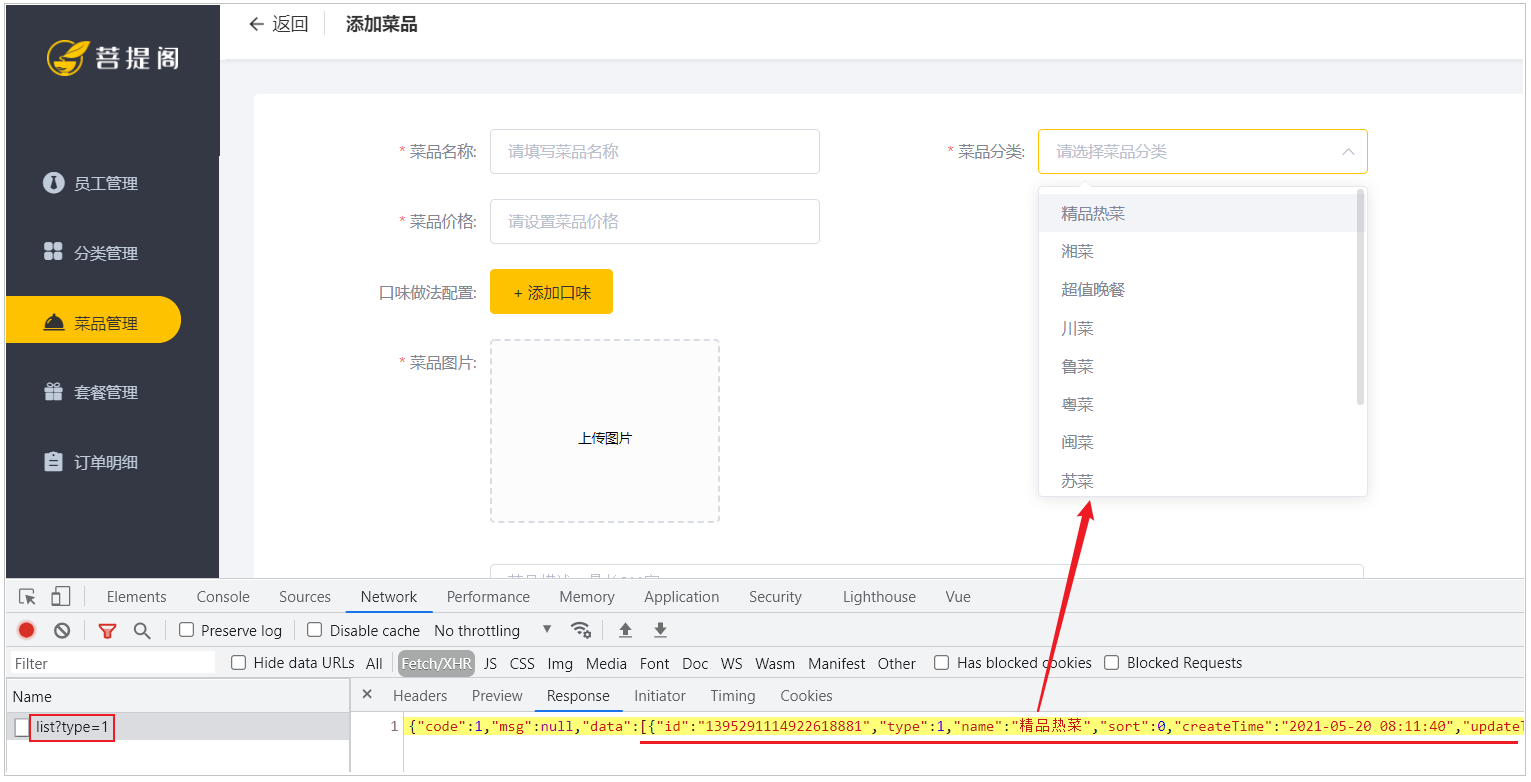 菩提阁
返回
添加菜品
员工管理
分类管理
菜品管理
套餐管理
订单明细
* 菜品名称:
请填写菜品名称
* 菜品分类:
请选择菜品分类
* 菜品价格:
请设置菜品价格
精品热菜
湘菜
超值晚餐
川菜
鲁菜
粤菜
闽菜
苏菜
口味做法配置:
+ 添加口味
* 菜品图片:
上传图片
Elements Console Sources Network Performance Memory Application Security Lighthouse Vue
Preserve log Disable cache No throttling
Filter Hide data URLs All Fetch/XHR JS CSS Img Media Font Doc WS Wasm Manifest Other Has blocked cookies Blocked Requests
Name
list?type=1
Headers Preview Response Initiator Timing Cookies
1 {"code":1,"msg":null,"data":[{"id":"1395291114922618881","type":1,"name":"精品热菜","sort":0,"createTime":"2021-05-20 08:11:40","update